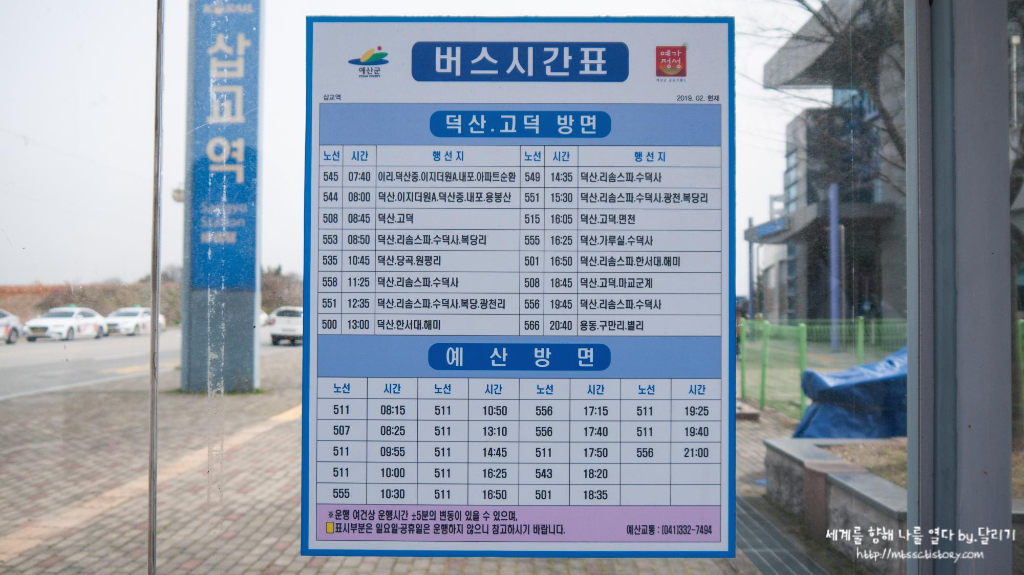 삽교역
예산군
버스시간표
예가정성
삽교역
2019. 02. 현재
덕산.고덕 방면
노선 시간 행선지 노선 시간 행선지
545 07:40 이리.덕산중.이지더원A.내포.아파트순환 549 14:35 덕산.리솜스파.수덕사
544 08:00 덕산.이지더원A.덕산중.내포.용봉산 551 15:30 덕산.리솜스파.수덕사.광천.복당리
508 08:45 덕산.고덕 515 16:05 덕산.고덕.면천
553 08:50 덕산.리솜스파.수덕사.복당리 555 16:25 덕산.가루실.수덕사
535 10:45 덕산.당곡.원평리 501 16:50 덕산.리솜스파.한서대.해미
558 11:25 덕산.리솜스파.수덕사 508 18:45 덕산.고덕.마교군계
551 12:35 덕산.리솜스파.수덕사.복당.광천리 556 19:45 덕산.리솜스파.수덕사
500 13:00 덕산.한서대.해미 566 20:40 용동.구만리.별리
예 산 방 면
노선 시간 노선 시간 노선 시간 노선 시간
511 08:15 511 10:50 556 17:15 511 19:25
507 08:25 511 13:10 556 17:40 511 19:40
511 09:55 511 14:45 511 17:50 556 21:00
511 10:00 511 16:25 543 18:20
555 10:30 511 16:50 501 18:35
※운행 여건상 운행시간 ±5분의 변동이 있을 수 있으며,
표시부분은 일요일·공휴일은 운행하지 않으니 참고하시기 바랍니다.
예산교통 : (041)332-7494
세계를 향해 나를 열다 by.달리기
http://mtssc.tistory.com